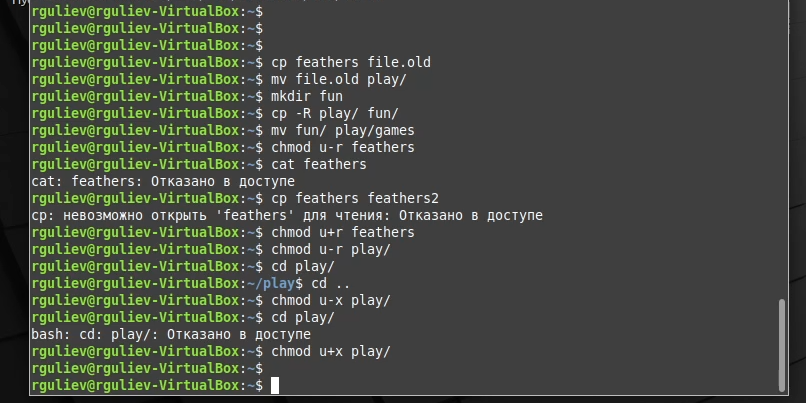 rguliev@rguliev-VirtualBox:~$
rguliev@rguliev-VirtualBox:~$
rguliev@rguliev-VirtualBox:~$
rguliev@rguliev-VirtualBox:~$ cp feathers file.old
rguliev@rguliev-VirtualBox:~$ mv file.old play/
rguliev@rguliev-VirtualBox:~$ mkdir fun
rguliev@rguliev-VirtualBox:~$ cp -R play/ fun/
rguliev@rguliev-VirtualBox:~$ mv fun/ play/games
rguliev@rguliev-VirtualBox:~$ chmod u-r feathers
rguliev@rguliev-VirtualBox:~$ cat feathers
cat: feathers: Отказано в доступе
rguliev@rguliev-VirtualBox:~$ cp feathers feathers2
cp: невозможно открыть 'feathers' для чтения: Отказано в доступе
rguliev@rguliev-VirtualBox:~$ chmod u+r feathers
rguliev@rguliev-VirtualBox:~$ chmod u-r play/
rguliev@rguliev-VirtualBox:~$ cd play/
rguliev@rguliev-VirtualBox:~/play$ cd ..
rguliev@rguliev-VirtualBox:~$ chmod u-x play/
rguliev@rguliev-VirtualBox:~$ cd play/
bash: cd: play/: Отказано в доступе
rguliev@rguliev-VirtualBox:~$ chmod u+x play/
rguliev@rguliev-VirtualBox:~$
rguliev@rguliev-VirtualBox:~$